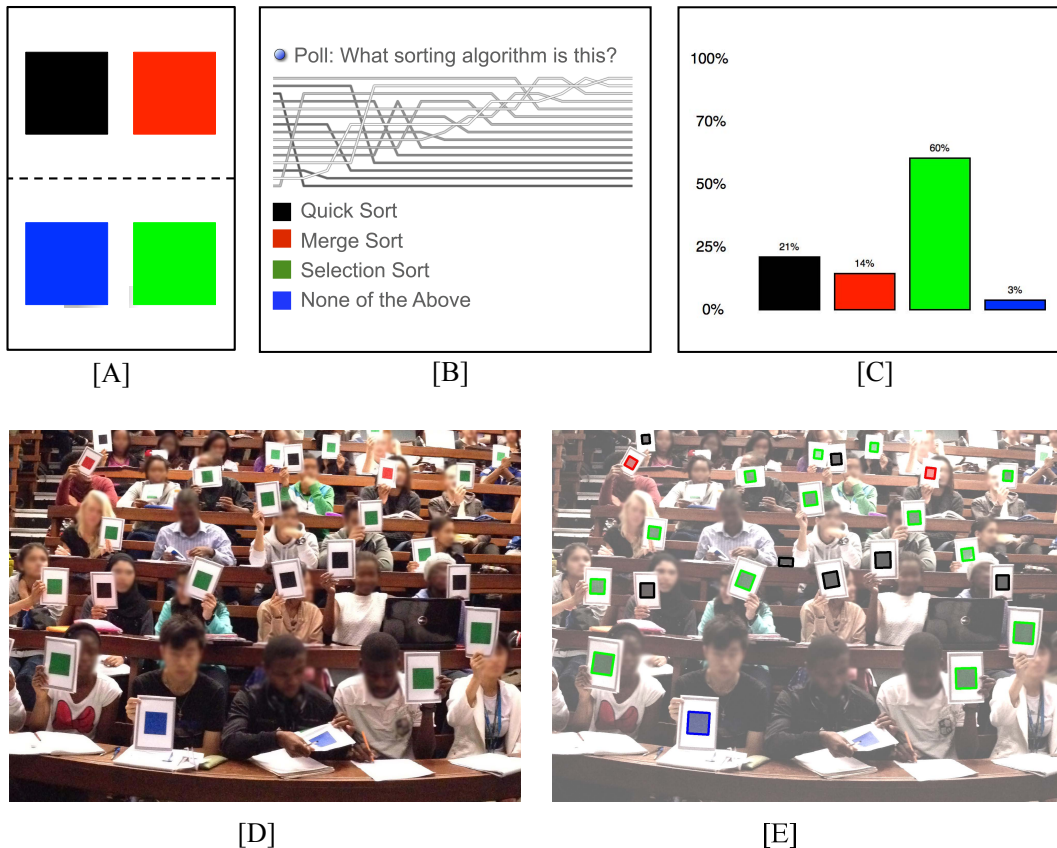 Poll: What sorting algorithm is this?
Quick Sort
Merge Sort
Selection Sort
None of the Above
100%
70%
50%
25%
0%
21%
14%
60%
3%
[A]
[B]
[C]
[D]
[E]